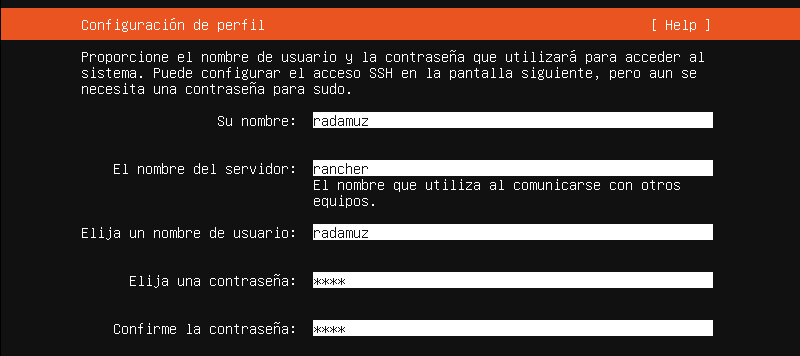 Configuración de perfil [ Help ]
Proporcione el nombre de usuario y la contraseña que utilizará para acceder al
sistema. Puede configurar el acceso SSH en la pantalla siguiente, pero aun se
necesita una contraseña para sudo.
Su nombre: radamuz
El nombre del servidor: rancher
El nombre que utiliza al comunicarse con otros
equipos.
Elija un nombre de usuario: radamuz
Elija una contraseña: ****
Confirme la contraseña: ****